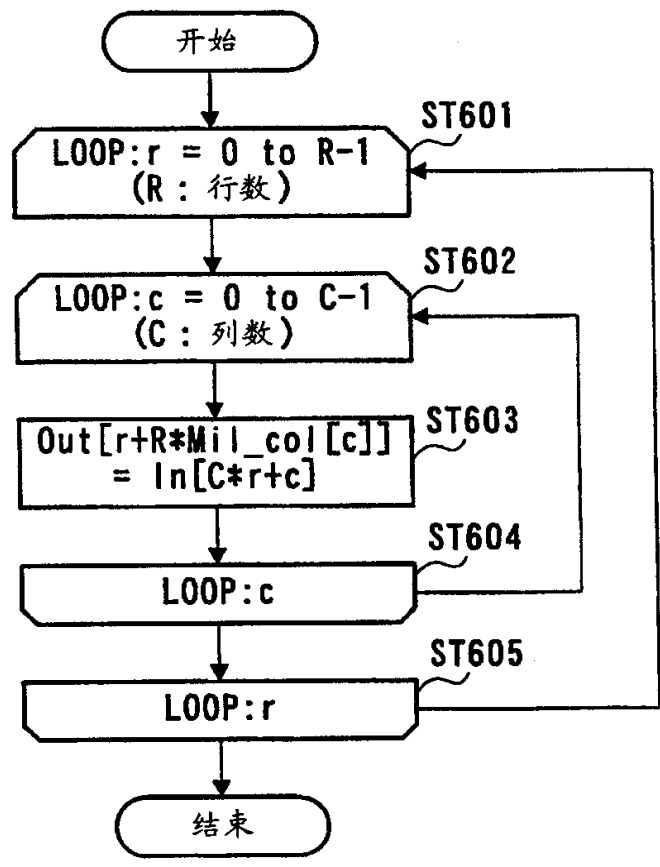 开始
ST601
LOOP:r = 0 to R-1
(R : 行数)
ST602
LOOP:c = 0 to C-1
(C : 列数)
ST603
Out[r+R*Mil_col[c]]
= In[C*r+c]
ST604
LOOP:c
ST605
LOOP:r
结束